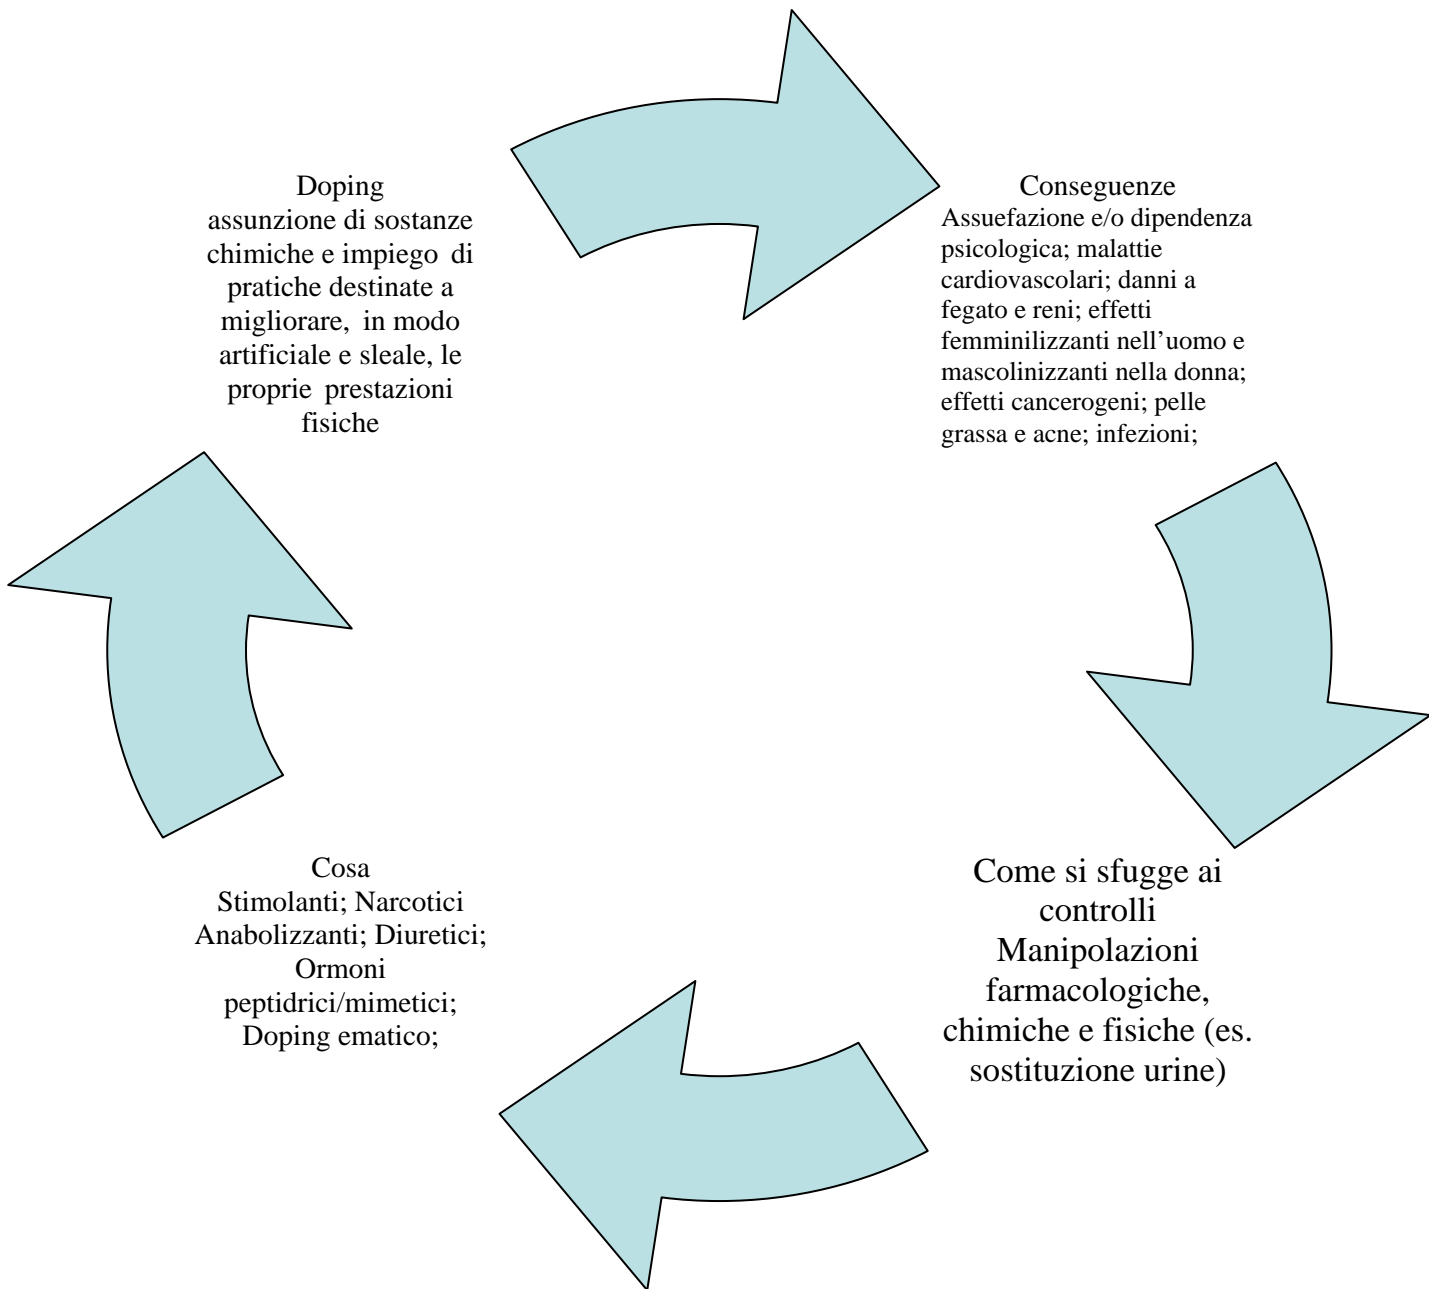 Doping
assunzione di sostanze
chimiche e impiego di
pratiche destinate a
migliorare, in modo
artificiale e sleale, le
proprie prestazioni
fisiche
Conseguenze
Assuefazione e/o dipendenza
psicologica; malattie
cardiovascolari; danni a
fegato e reni; effetti
femminilizzanti nell’uomo e
mascolinizzanti nella donna;
effetti cancerogeni; pelle
grassa e acne; infezioni;
Come si sfugge ai
controlli
Manipolazioni
farmacologiche,
chimiche e fisiche (es.
sostituzione urine)
Cosa
Stimolanti; Narcotici
Anabolizzanti; Diuretici;
Ormoni
peptidrici/mimetici;
Doping ematico;